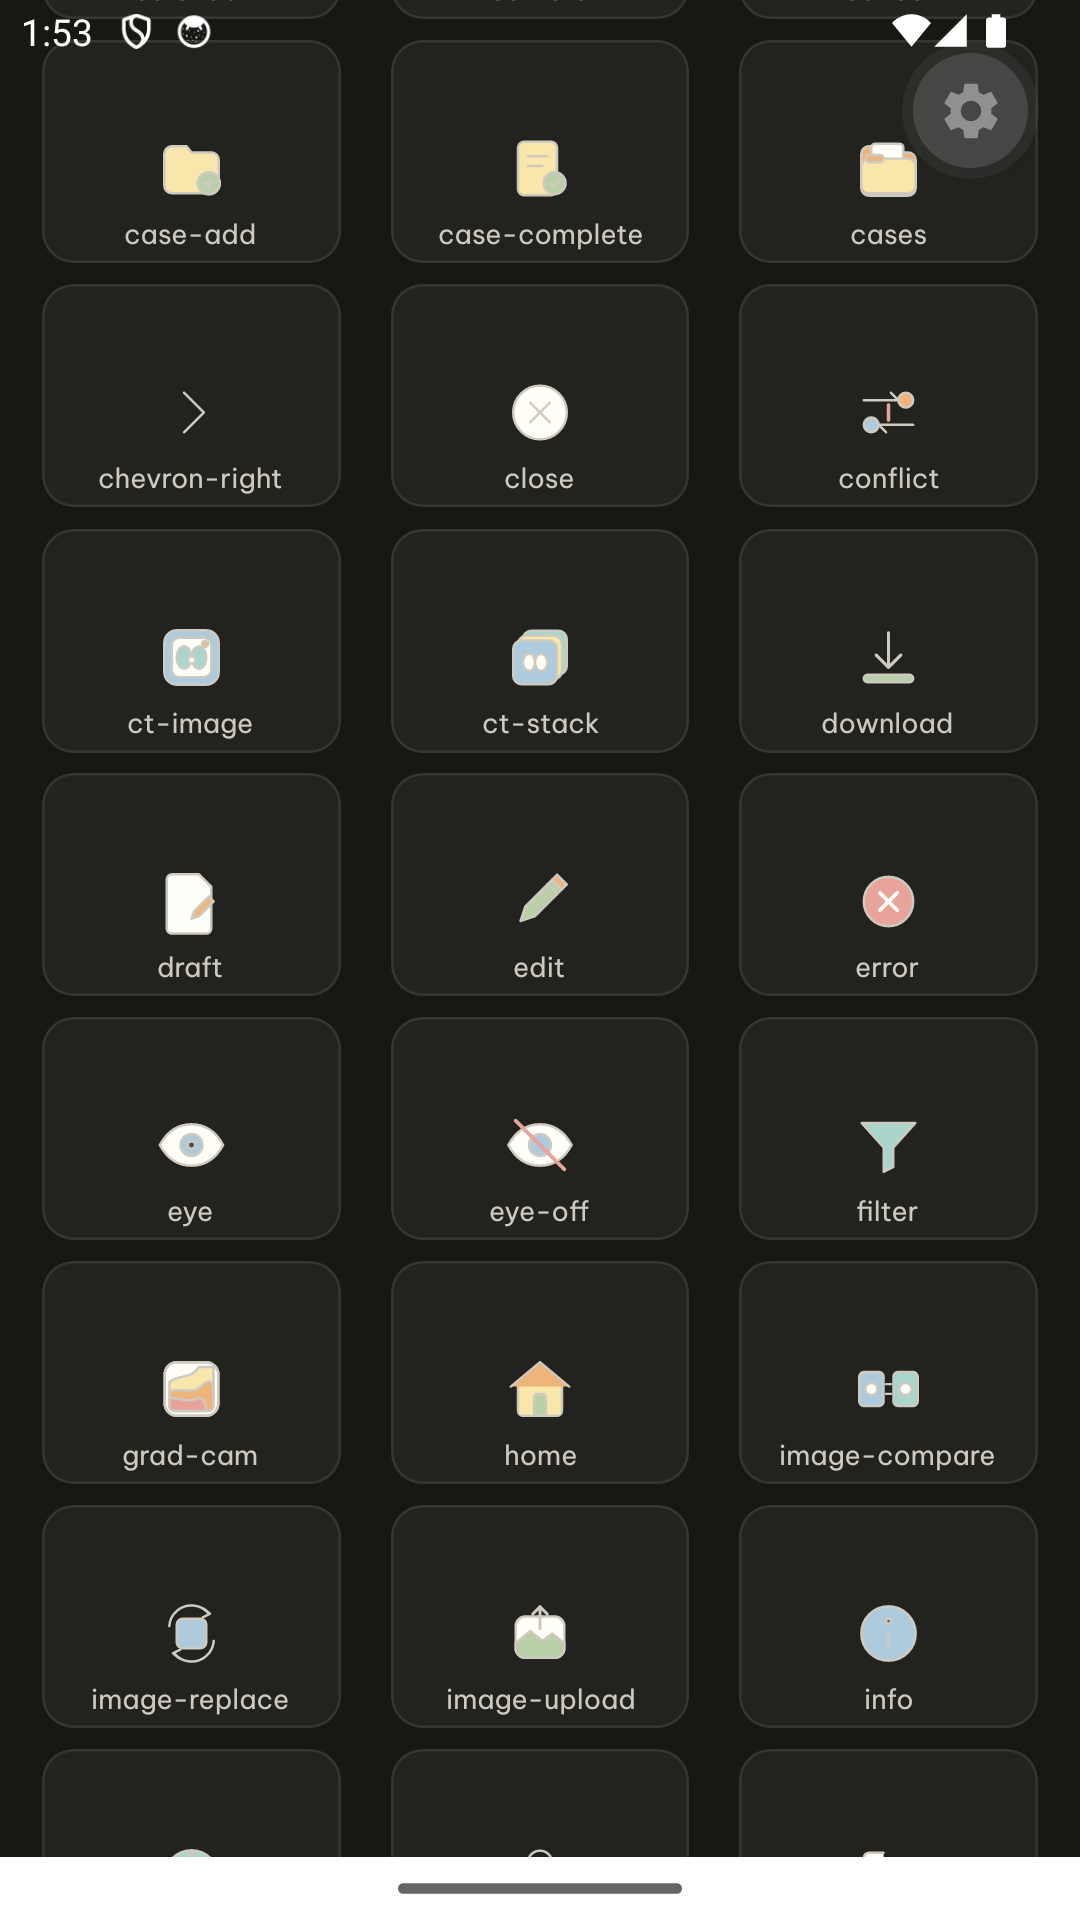 1:53
case-add
case-complete
cases
chevron-right
close
conflict
ct-image
ct-stack
download
draft
edit
error
eye
eye-off
filter
grad-cam
home
image-compare
image-replace
image-upload
info